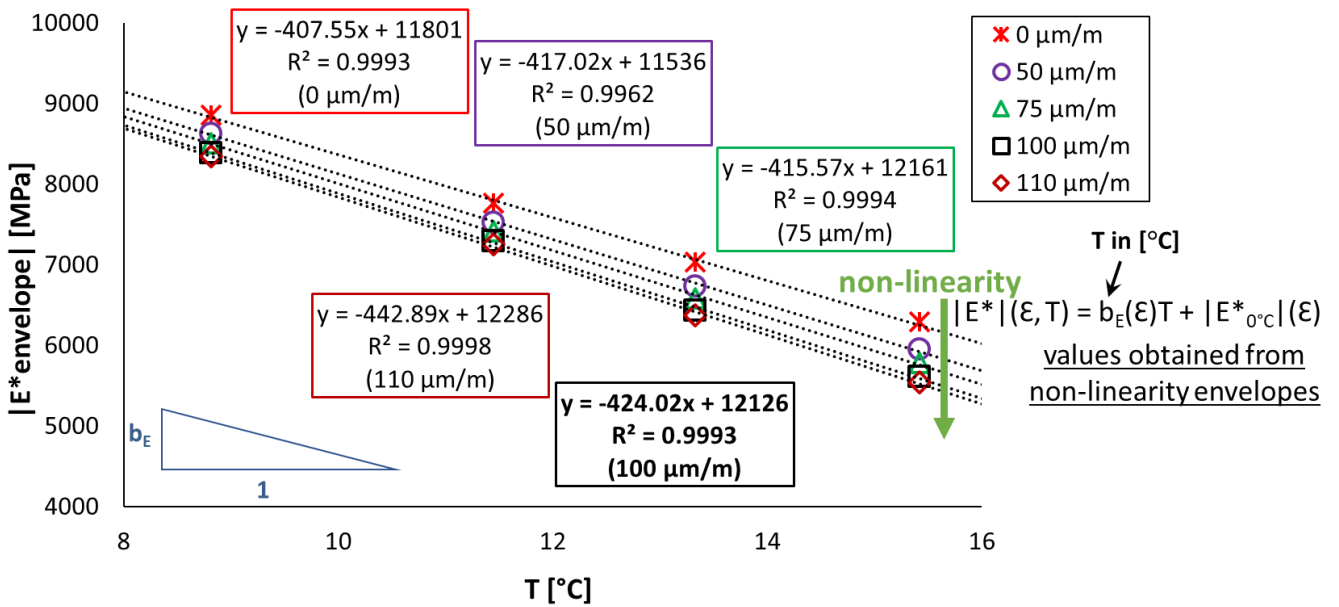 |E*envelope| [MPa]
10000
9000
8000
7000
6000
5000
4000
8
10
12
14
16
T [°C]
y = -407.55x + 11801
R² = 0.9993
(0 µm/m)
y = -417.02x + 11536
R² = 0.9962
(50 µm/m)
y = -415.57x + 12161
R² = 0.9994
(75 µm/m)
y = -442.89x + 12286
R² = 0.9998
(110 µm/m)
y = -424.02x + 12126
R² = 0.9993
(100 µm/m)
0 µm/m
50 µm/m
75 µm/m
100 µm/m
110 µm/m
non-linearity
T in [°C]
|E*|(Ɛ, T) = b_E(Ɛ)T + |E*_0°C|(Ɛ)
values obtained from
non-linearity envelopes
b_E
1